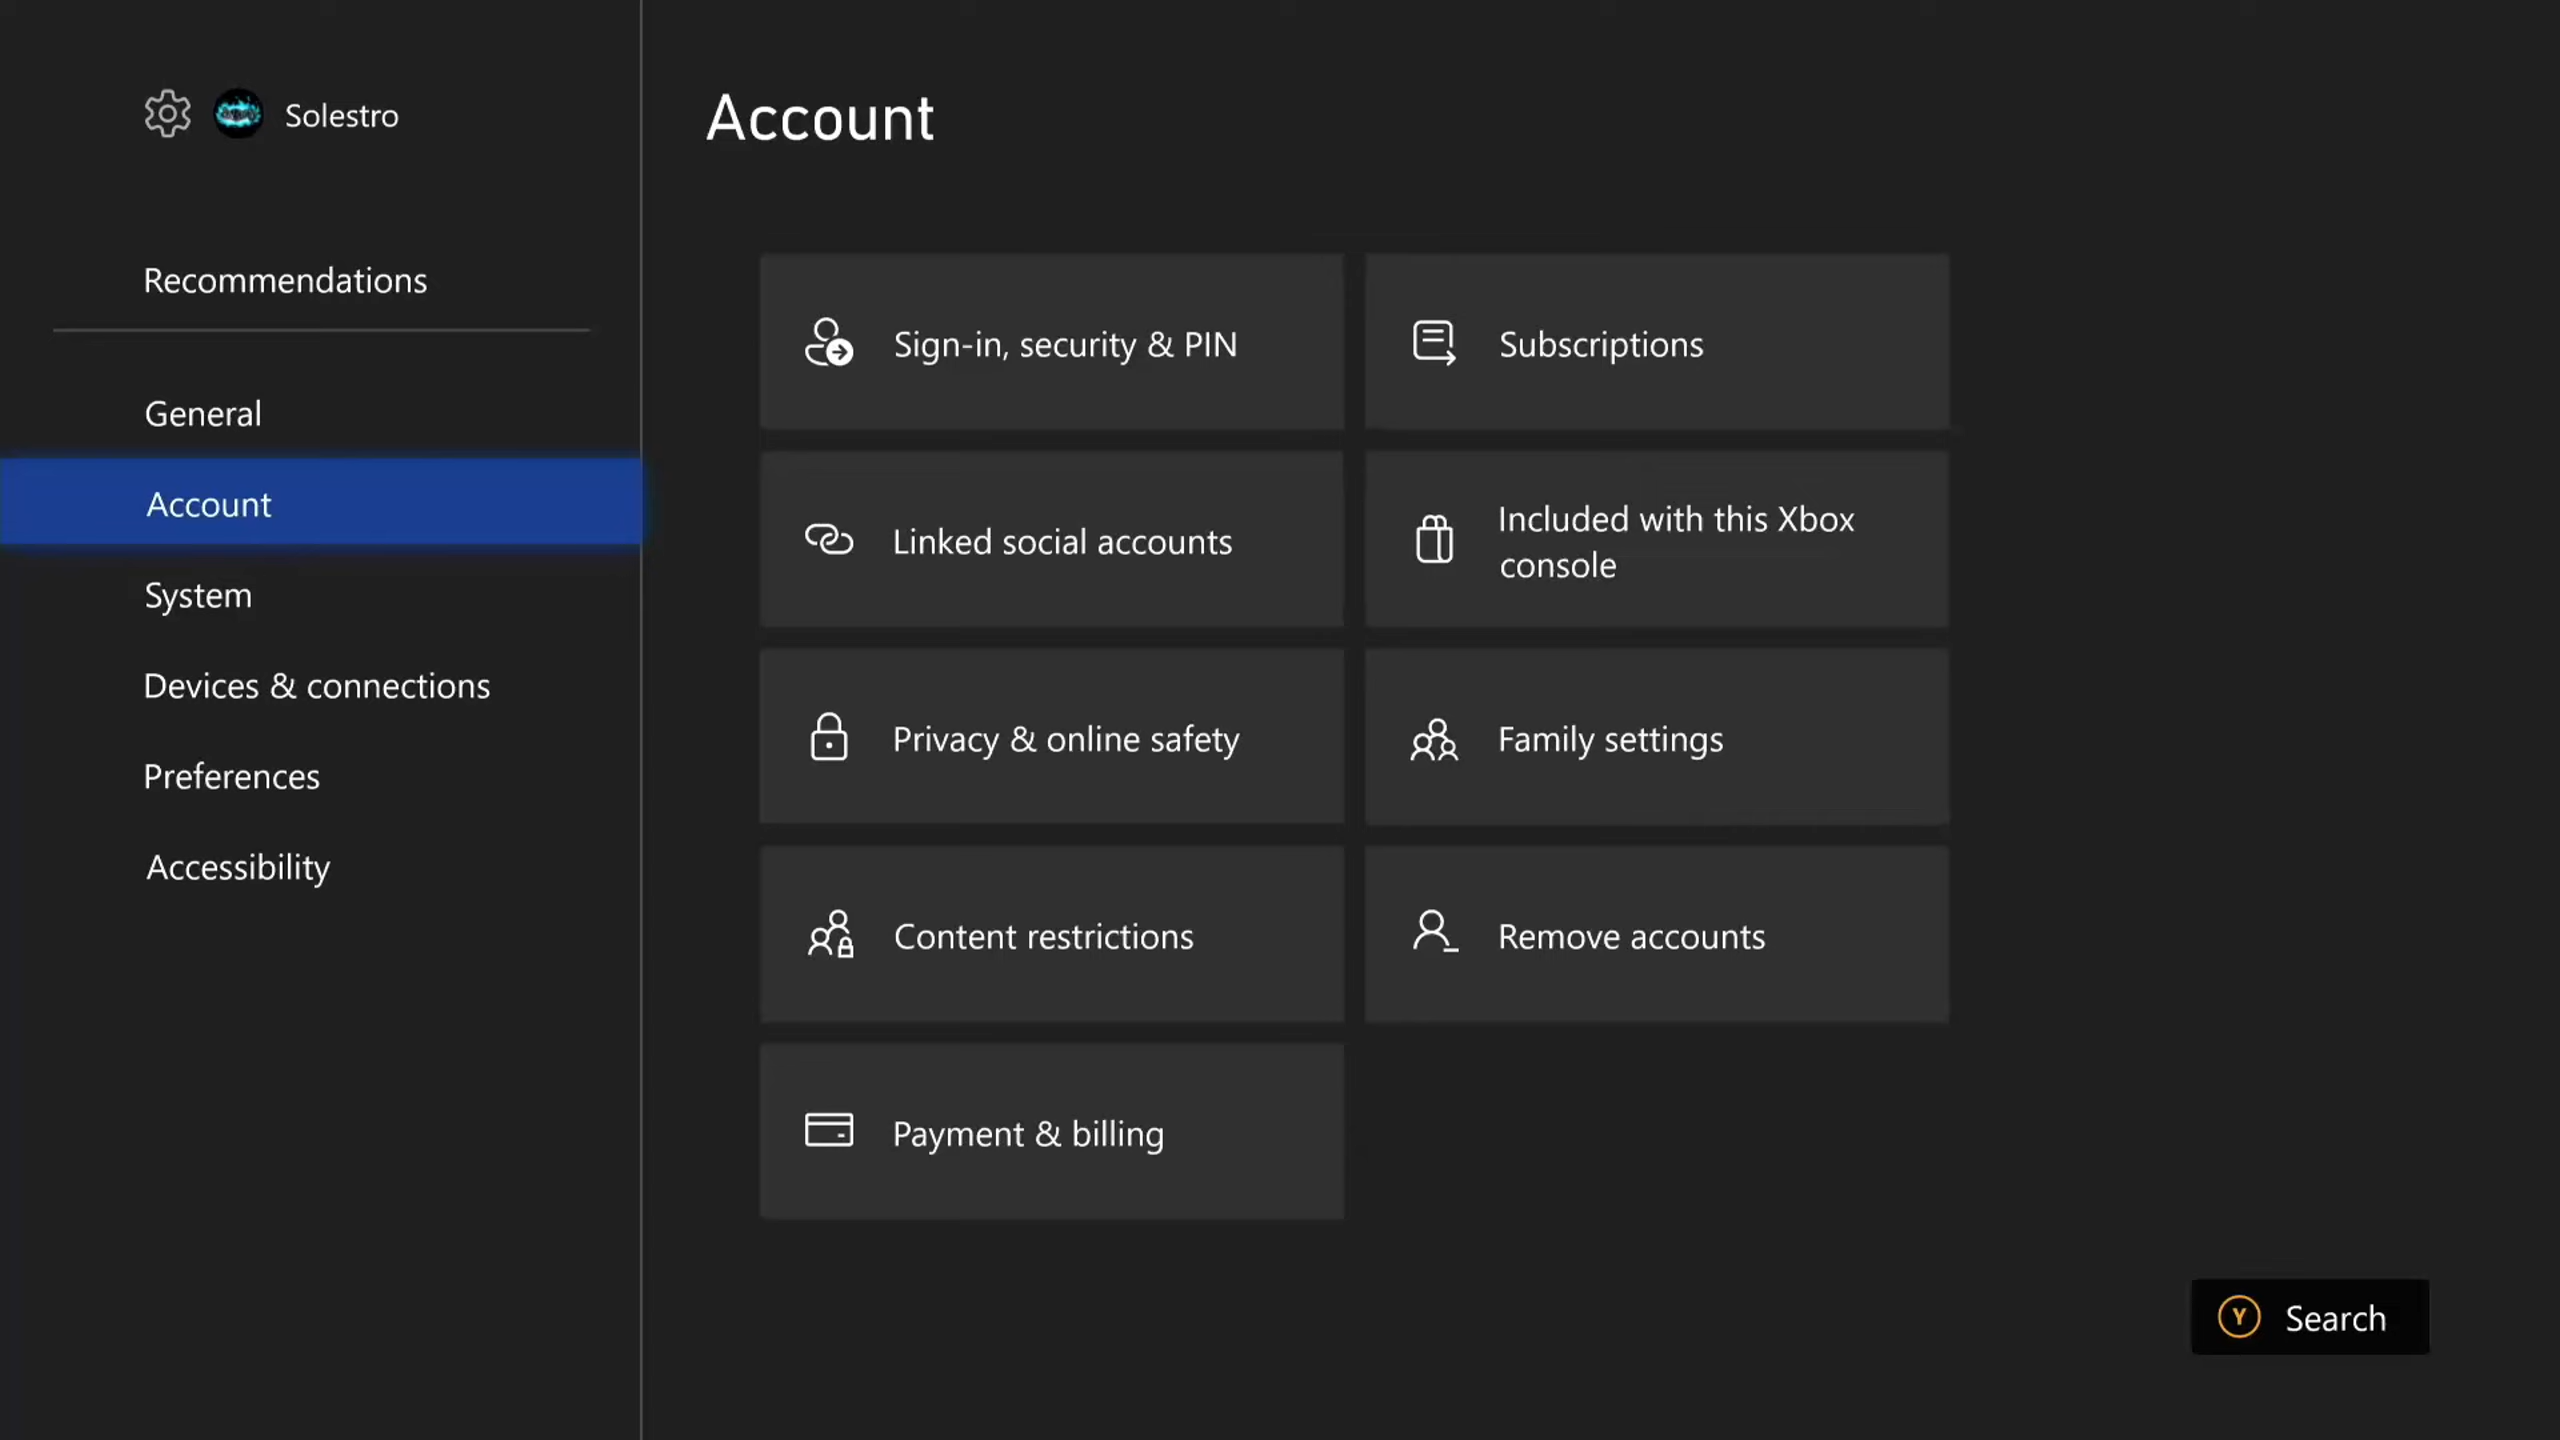 Solestro
Recommendations
General
Account
System
Devices & connections
Preferences
Accessibility
Account
Sign-in, security & PIN
Subscriptions
Linked social accounts
Included with this Xbox
console
Privacy & online safety
Family settings
Content restrictions
Remove accounts
Payment & billing
Y Search